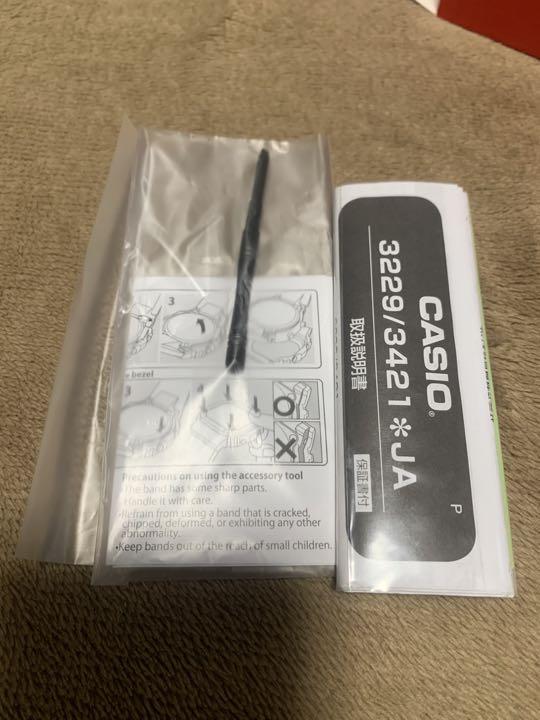 3
bezel
3
Precautions on using the accessory tool
The band has some sharp parts.
Handle it with care.
•Refrain from using a band that is cracked,
chipped, deformed, or exhibiting any other
abnormality.
•Keep bands out of the reach of small children.
CASIO®
3229/3421✻JA
取扱説明書
保証書付
P